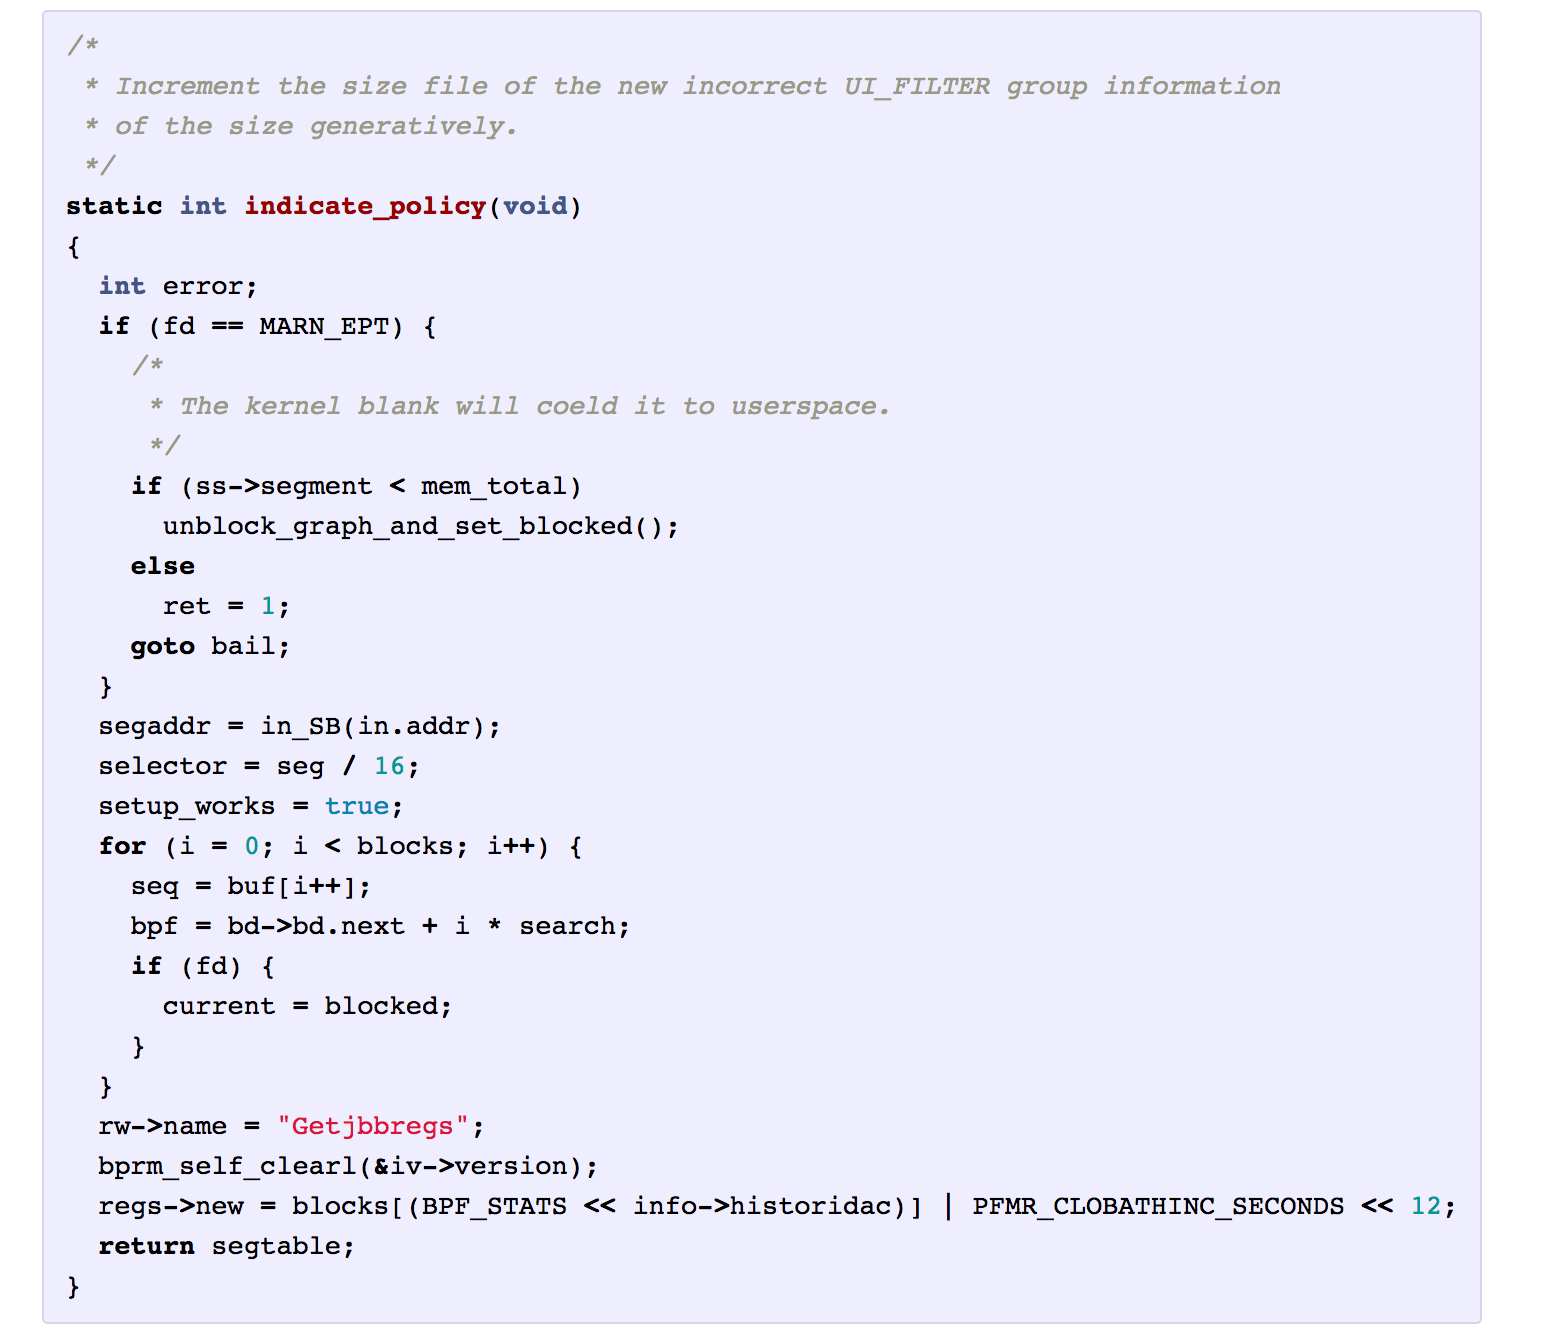 /*
 * Increment the size file of the new incorrect UI_FILTER group information
 * of the size generatively.
 */
static int indicate_policy(void)
{
  int error;
  if (fd == MARN_EPT) {
    /*
     * The kernel blank will coeld it to userspace.
     */
    if (ss->segment < mem_total)
      unblock_graph_and_set_blocked();
    else
      ret = 1;
    goto bail;
  }
  segaddr = in_SB(in.addr);
  selector = seg / 16;
  setup_works = true;
  for (i = 0; i < blocks; i++) {
    seq = buf[i++];
    bpf = bd->bd.next + i * search;
    if (fd) {
      current = blocked;
    }
  }
  rw->name = "Getjbbregs";
  bprm_self_clearl(&iv->version);
  regs->new = blocks[(BPF_STATS << info->historidac)] | PFMR_CLOBATHINC_SECONDS << 12;
  return segtable;
}